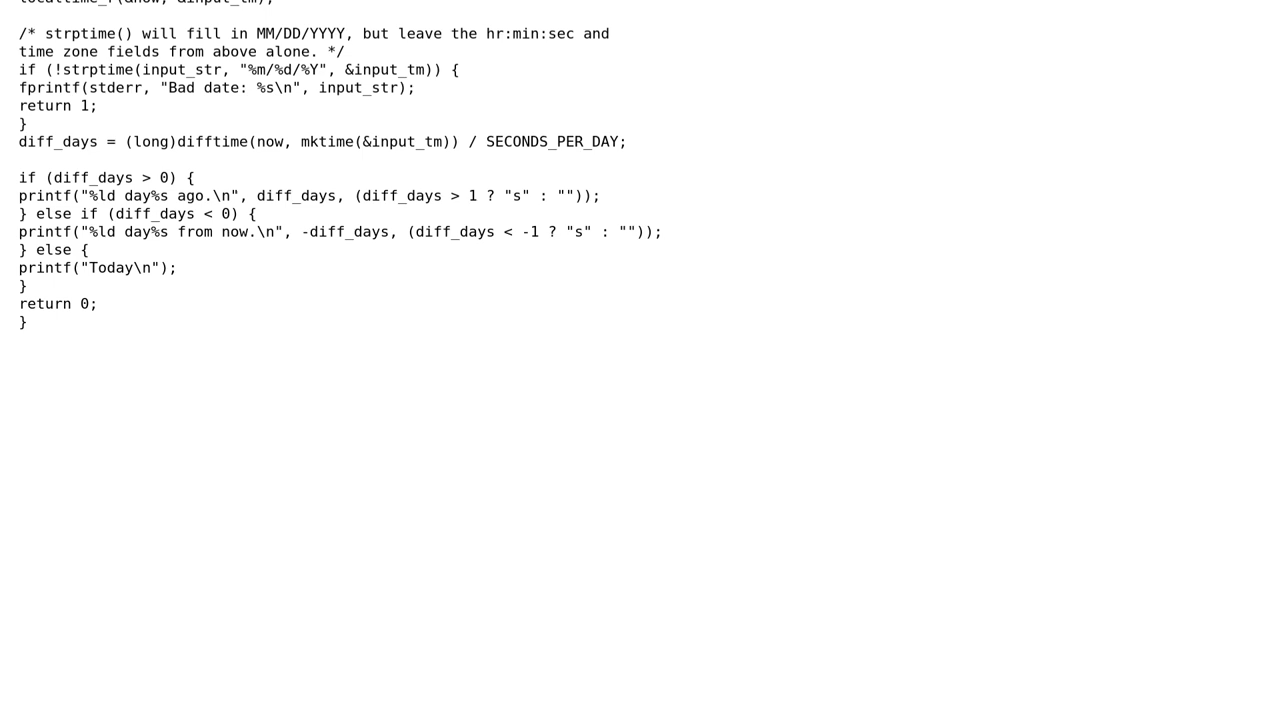 localtime_r(&now, &input_tm);
/* strptime() will fill in MM/DD/YYYY, but leave the hr:min:sec and
time zone fields from above alone. */
if (!strptime(input_str, "%m/%d/%Y", &input_tm)) {
fprintf(stderr, "Bad date: %s\n", input_str);
return 1;
}
diff_days = (long)difftime(now, mktime(&input_tm)) / SECONDS_PER_DAY;
if (diff_days > 0) {
printf("%ld day%s ago.\n", diff_days, (diff_days > 1 ? "s" : ""));
} else if (diff_days < 0) {
printf("%ld day%s from now.\n", -diff_days, (diff_days < -1 ? "s" : ""));
} else {
printf("Today\n");
}
return 0;
}